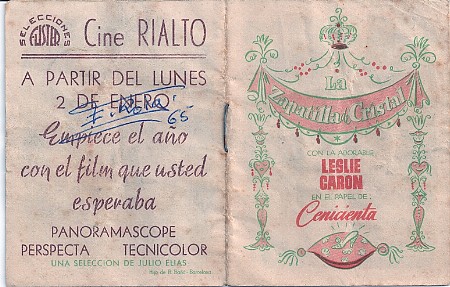 SELECCIONES
FUSTER
Cine RIALTO
A PARTIR DEL LUNES
2 DE ENERO
65
Empiece el año
con el film que usted
esperaba
PANORAMASCOPE
PERSPECTA TECNICOLOR
UNA SELECCION DE JULIO ELIAS
La
Zapatilla de Cristal
CON LA ADORABLE
LESLIE
CARON
EN EL PAPEL DE:
Cenicienta